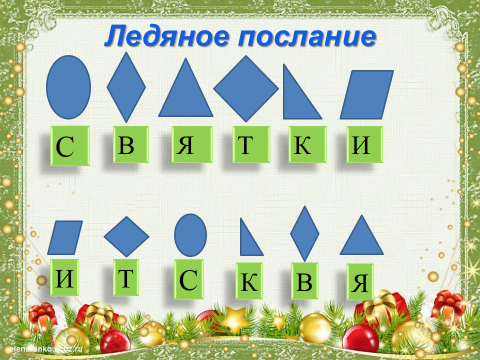 Ледяное послание
С В Я Т К И
И Т С К В Я